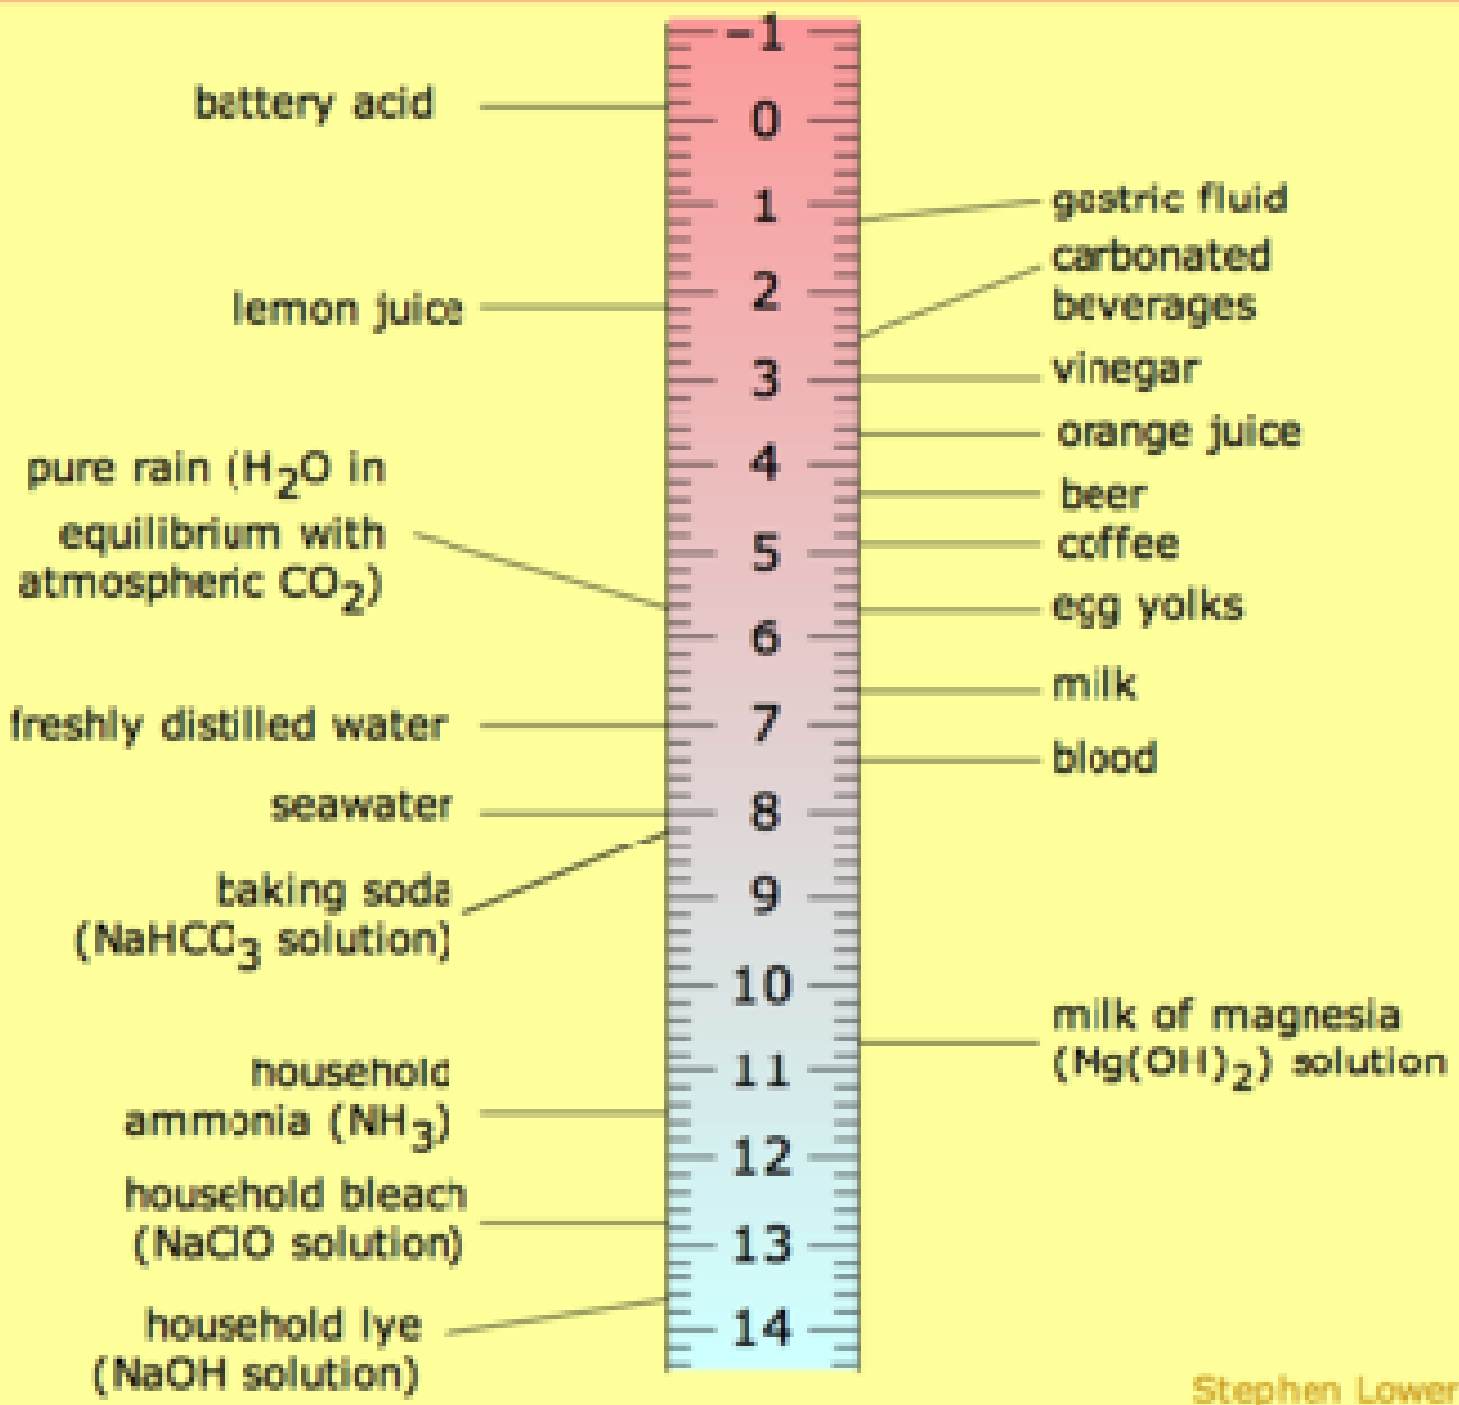 battery acid
lemon juice
pure rain (H₂O in
equilibrium with
atmospheric CO₂)
freshly distilled water
seawater
baking soda
(NaHCO₃ solution)
household
ammonia (NH₃)
household bleach
(NaClO solution)
household lye
(NaOH solution)
−1
0
1
2
3
4
5
6
7
8
9
10
11
12
13
14
gastric fluid
carbonated
beverages
vinegar
orange juice
beer
coffee
egg yolks
milk
blood
milk of magnesia
(Mg(OH)₂) solution
Stephen Lower